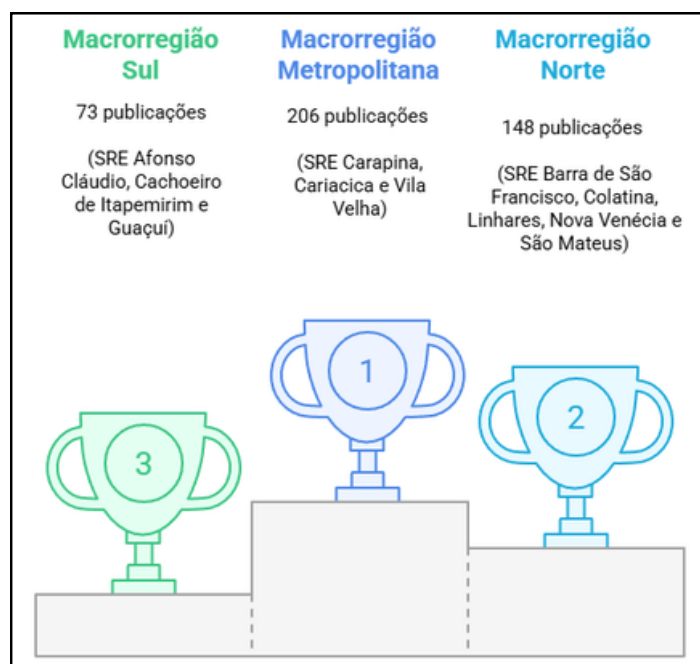 Macrorregião
Sul
73 publicações
(SRE Afonso
Cláudio, Cachoeiro
de Itapemirim e
Guaçuí)
Macrorregião
Metropolitana
206 publicações
(SRE Carapina,
Cariacica e Vila
Velha)
Macrorregião
Norte
148 publicações
(SRE Barra de São
Francisco, Colatina,
Linhares, Nova Venécia e
São Mateus)
3
1
2